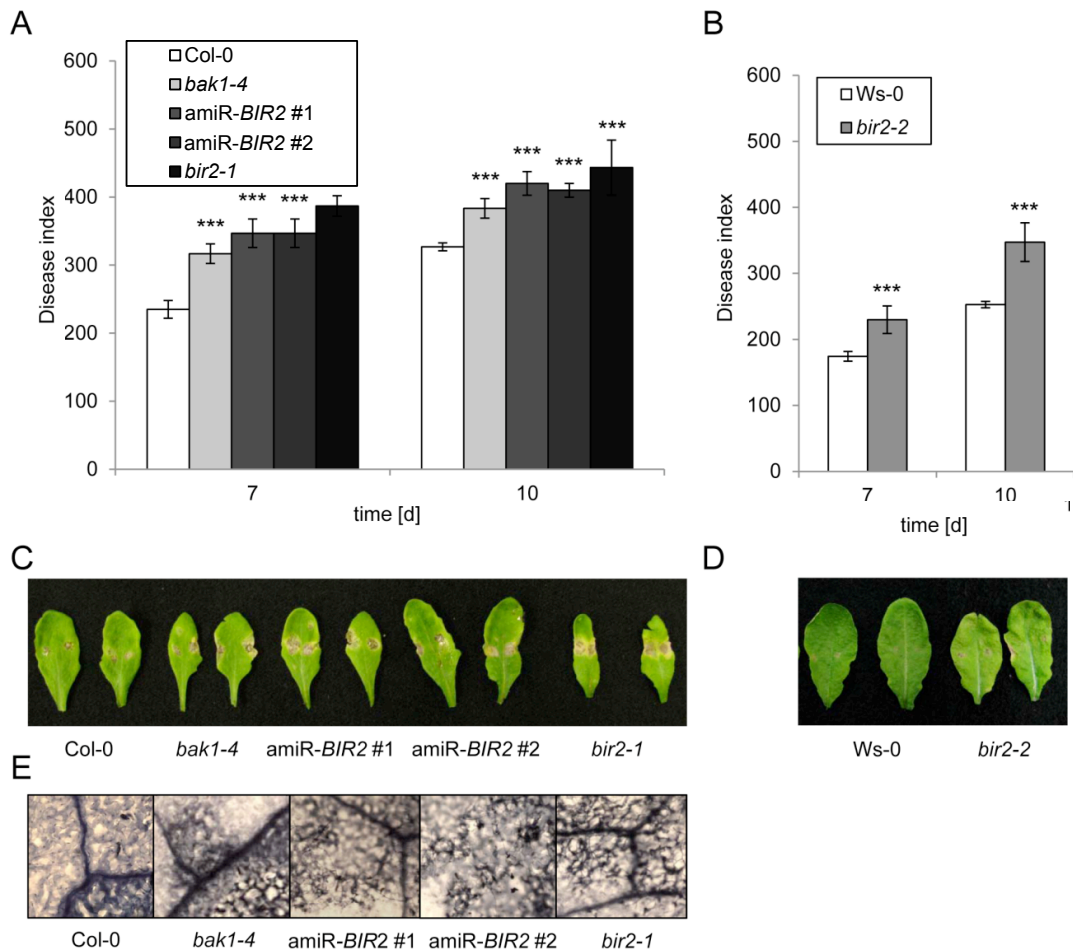 A
Col-0
bak1-4
amiR-BIR2 #1
amiR-BIR2 #2
bir2-1
600
500
400
300
200
100
0
Disease index
*** *** ***
*** *** *** ***
7 10
time [d]
B
Ws-0
bir2-2
600
500
400
300
200
100
0
Disease index
*** ***
7 10
time [d]
C
Col-0 bak1-4 amiR-BIR2 #1 amiR-BIR2 #2 bir2-1
D
Ws-0 bir2-2
E
Col-0 bak1-4 amiR-BIR2 #1 amiR-BIR2 #2 bir2-1